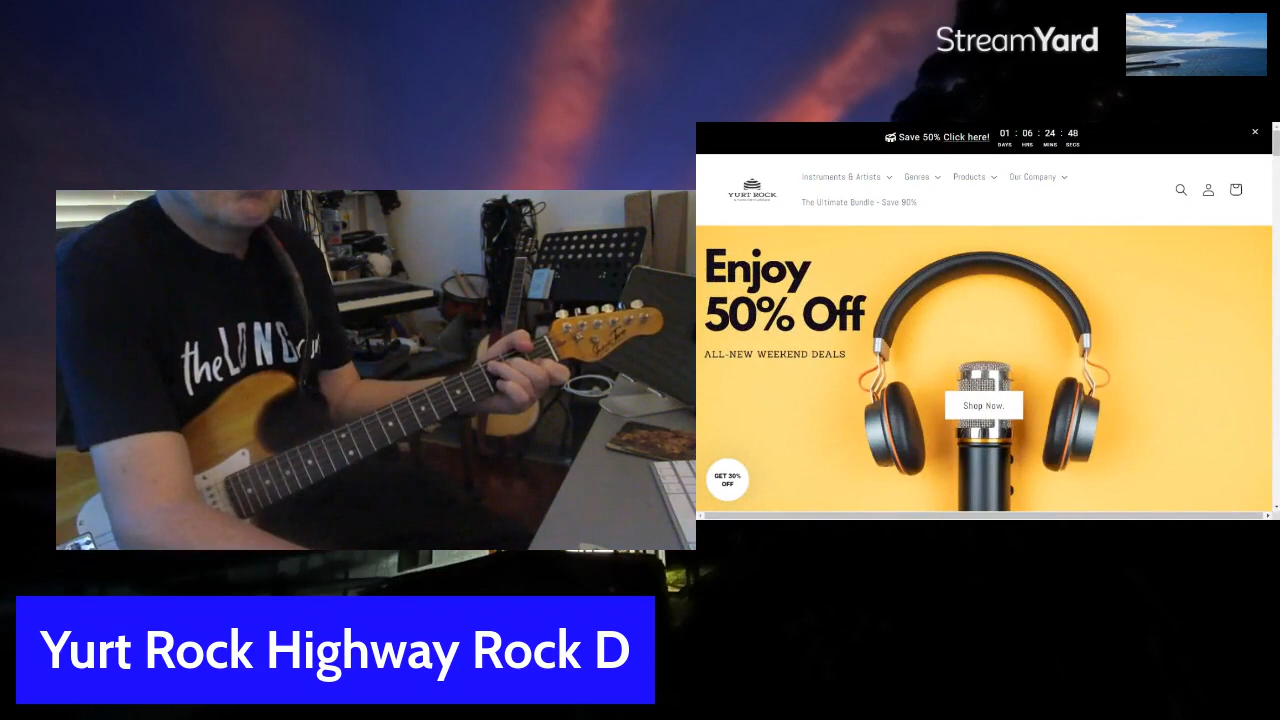 StreamYard
Save 50% Click here!
01 : 06 : 24 : 48
DAYS HRS MINS SECS
YURT ROCK
Instruments & Artists
Genres
Products
Our Company
The Ultimate Bundle - Save 90%
Enjoy
50% Off
ALL-NEW WEEKEND DEALS
Shop Now.
GET 30%
OFF
the LONG
Yurt Rock Highway Rock D